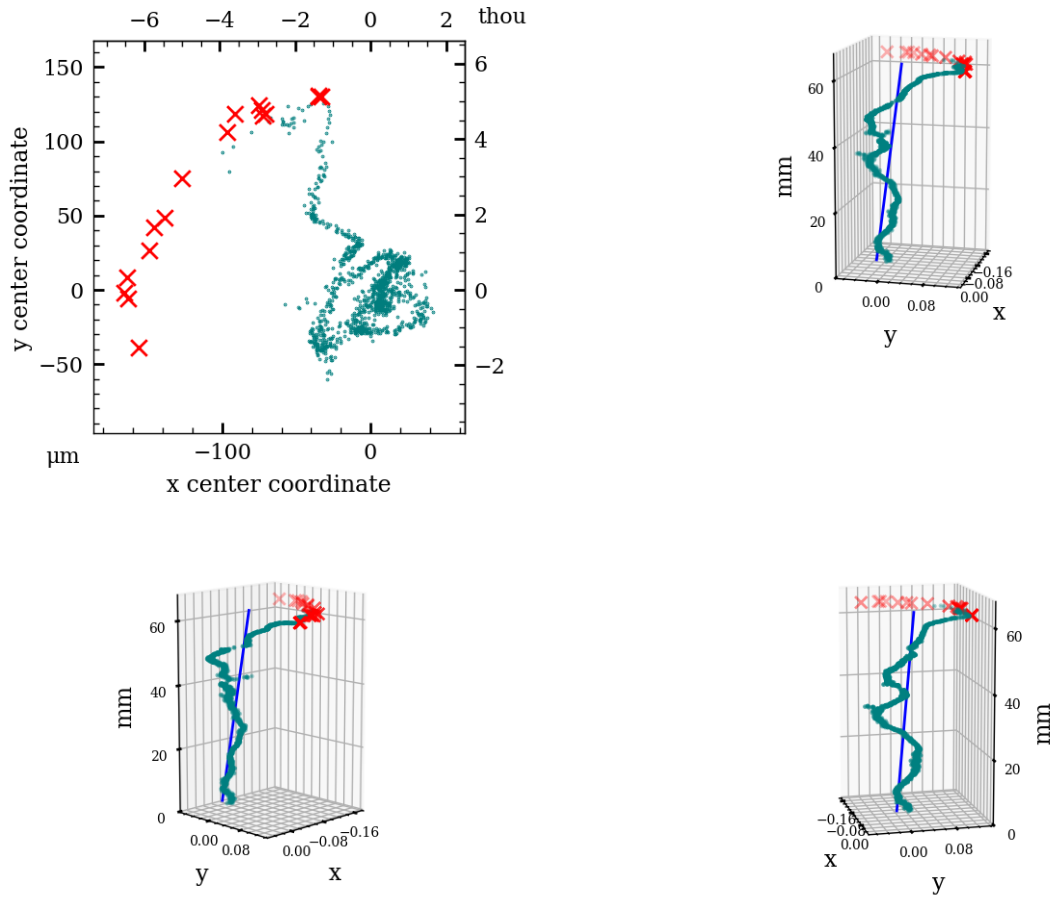 −6 −4 −2 0 2 thou
150 6
100 4
50 2
0 0
−50 −2
y center coordinate
µm −100 0
x center coordinate
60
40
20
0
mm
0.00 0.08
y
−0.16
−0.08
0.00
x
60
40
20
0
mm
0.00 0.08
y
0.00 −0.08 −0.16
x
60
40
20
0
mm
−0.16
−0.08
0.00
x
0.00 0.08
y